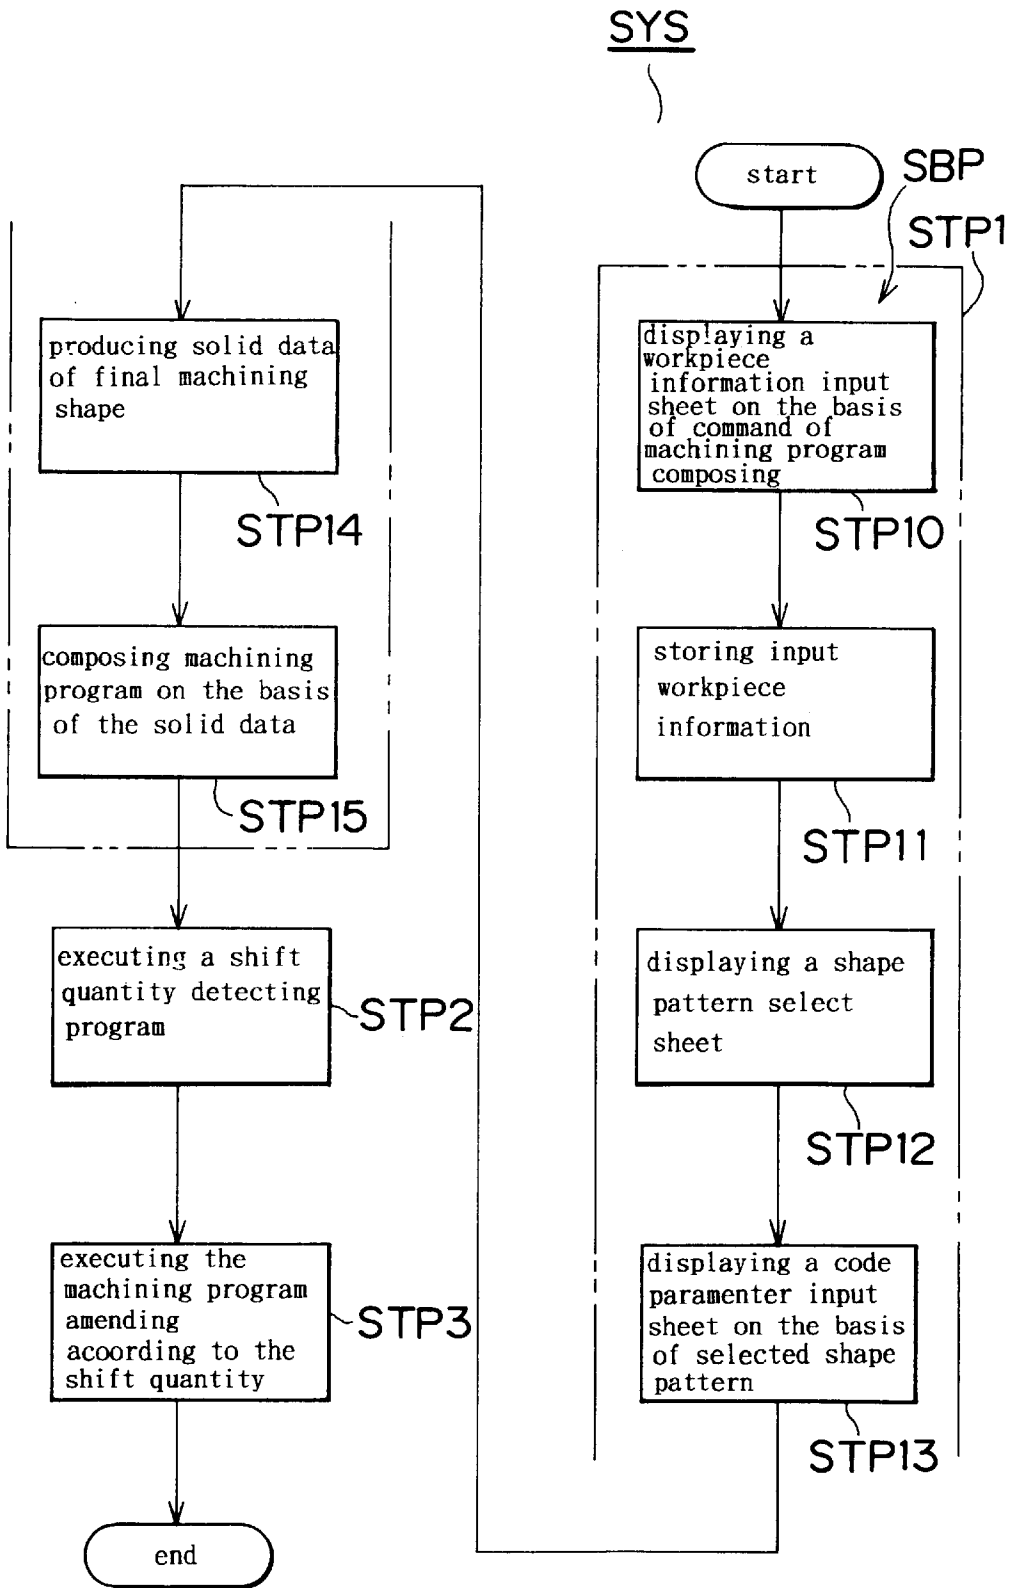 SYS
start
SBP
STP1
displaying a
workpiece
information input
sheet on the basis
of command of
machining program
composing
STP10
storing input
workpiece
information
STP11
displaying a shape
pattern select
sheet
STP12
displaying a code
paramenter input
sheet on the basis
of selected shape
pattern
STP13
producing solid data
of final machining
shape
STP14
composing machining
program on the basis
of the solid data
STP15
executing a shift
quantity detecting
program
STP2
executing the
machining program
amending
acoording to the
shift quantity
STP3
end